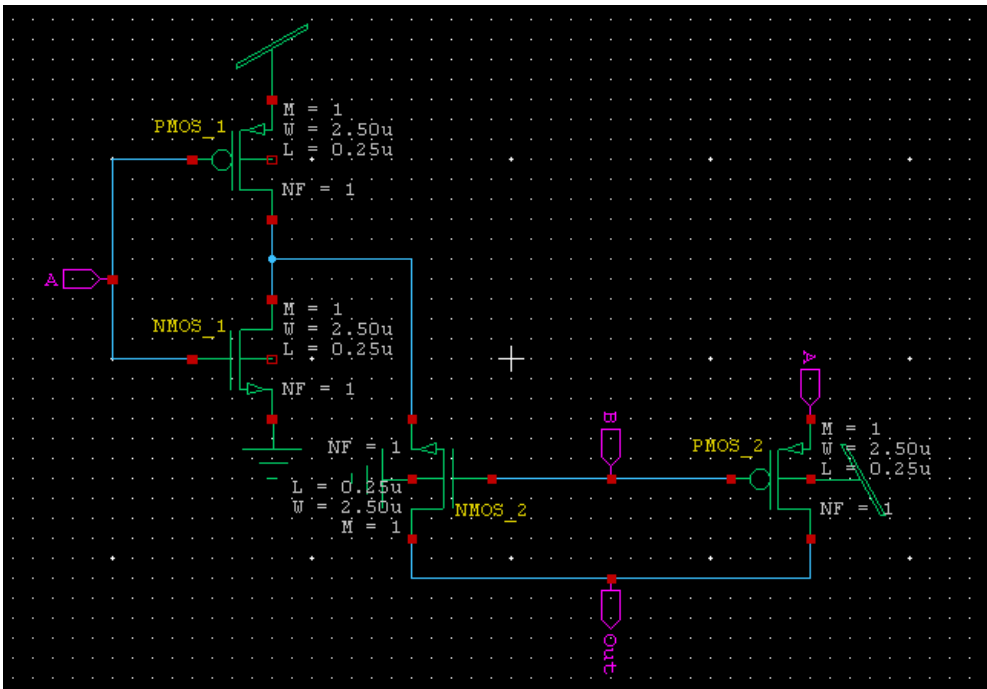 PMOS_1
M = 1
W = 2.50u
L = 0.25u
NF = 1
A
NMOS_1
M = 1
W = 2.50u
L = 0.25u
NF = 1
NF = 1
L = 0.25u
W = 2.50u
M = 1
NMOS_2
B
PMOS_2
A
M = 1
W = 2.50u
L = 0.25u
NF = 1
Out